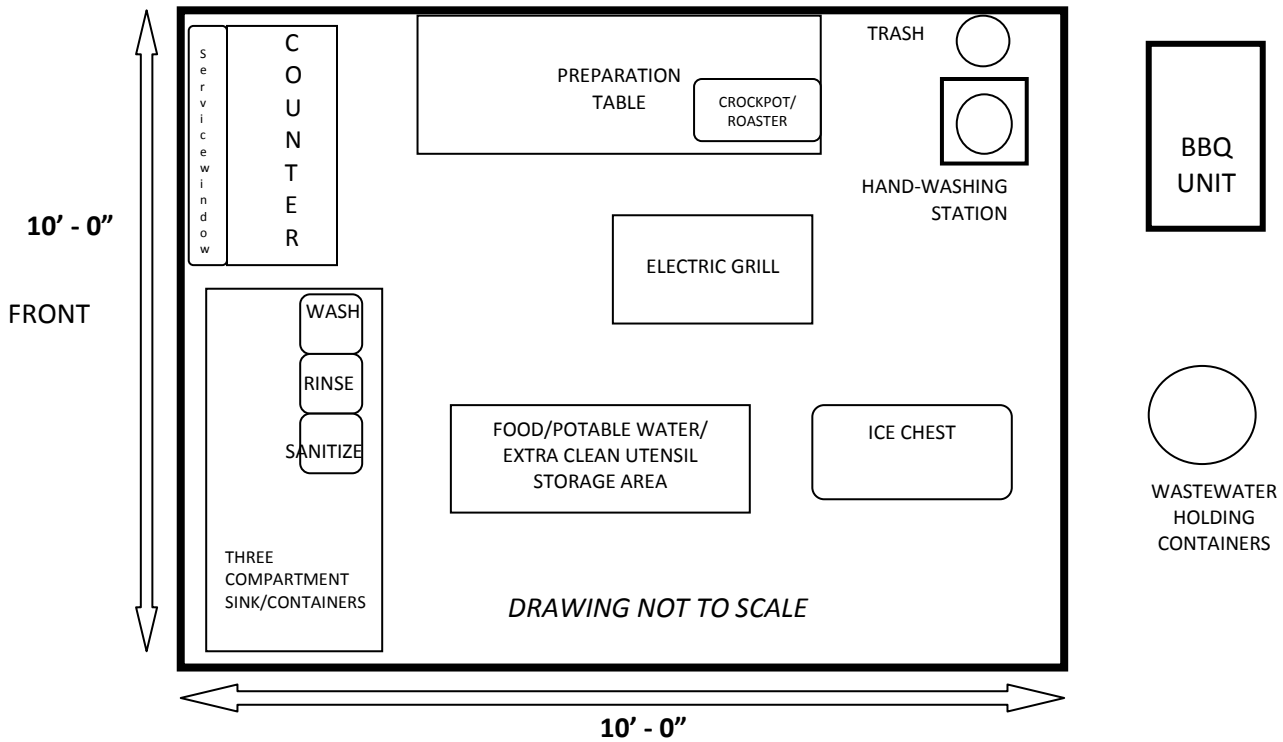 Servicewindow
COUNTER
PREPARATION
TABLE
CROCKPOT/
ROASTER
TRASH
HAND-WASHING
STATION
BBQ
UNIT
10’ - 0”
FRONT
ELECTRIC GRILL
WASH
RINSE
SANITIZE
THREE
COMPARTMENT
SINK/CONTAINERS
FOOD/POTABLE WATER/
EXTRA CLEAN UTENSIL
STORAGE AREA
ICE CHEST
WASTEWATER
HOLDING
CONTAINERS
DRAWING NOT TO SCALE
10’ - 0”